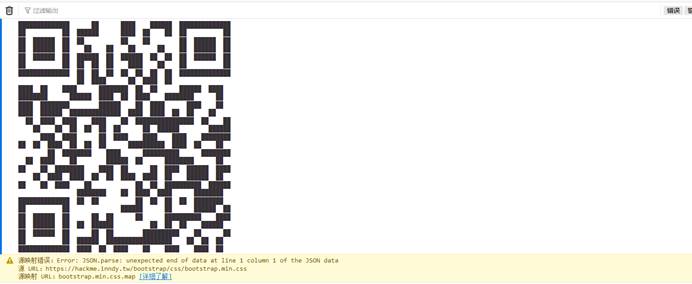 过滤输出
错误
源映射错误：Error: JSON.parse: unexpected end of data at line 1 column 1 of the JSON data
源 URL: https://hackme.inndy.tw/bootstrap/css/bootstrap.min.css
源映射 URL: bootstrap.min.css.map [详细了解]